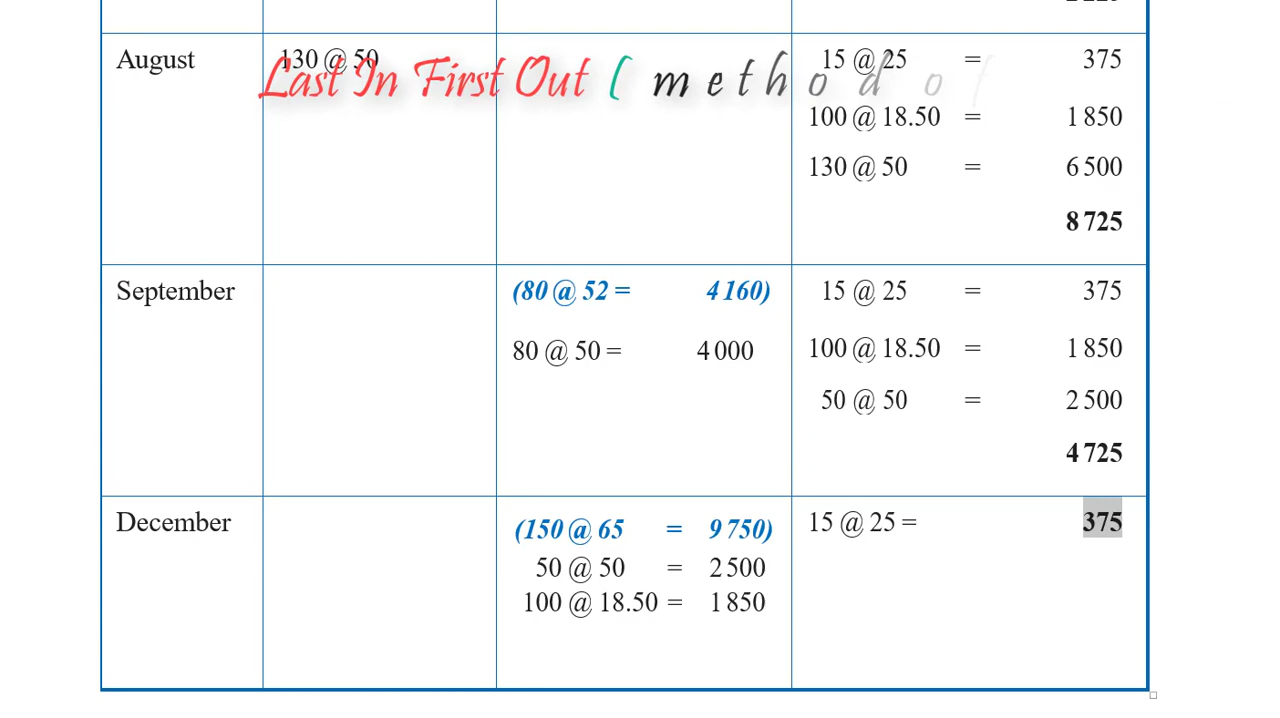 August 130 @ 50 15 @ 25 = 375
Last In First Out ( method of
100 @ 18.50 = 1 850
130 @ 50 = 6 500
8 725
September (80 @ 52 = 4 160) 15 @ 25 = 375
80 @ 50 = 4 000 100 @ 18.50 = 1 850
50 @ 50 = 2 500
4 725
December (150 @ 65 = 9 750) 15 @ 25 = 375
50 @ 50 = 2 500
100 @ 18.50 = 1 850